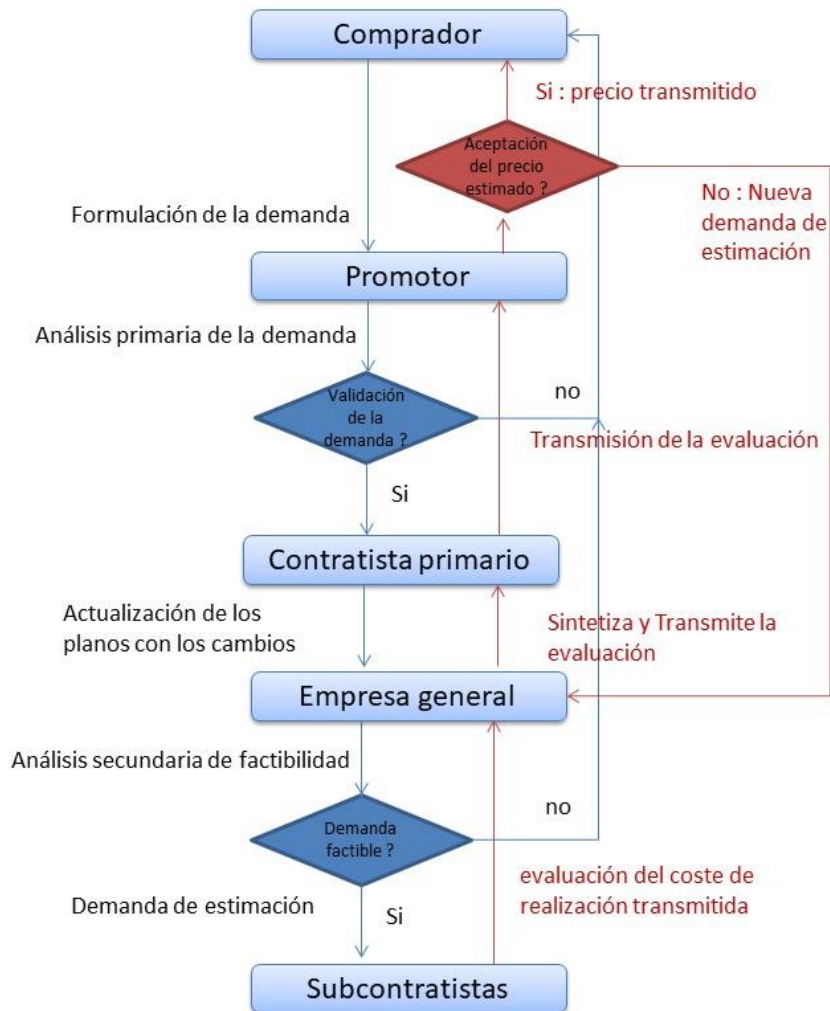 Comprador
Si : precio transmitido
Aceptación
del precio
estimado ?
No : Nueva
demanda de
estimación
Formulación de la demanda
Promotor
Análisis primaria de la demanda
Validación
de la
demanda ?
no
Transmisión de la evaluación
Si
Contratista primario
Actualización de los
planos con los cambios
Sintetiza y Transmite la
evaluación
Empresa general
Análisis secundaria de factibilidad
Demanda
factible ?
no
Demanda de estimación
Si
evaluación del coste de
realización transmitida
Subcontratistas